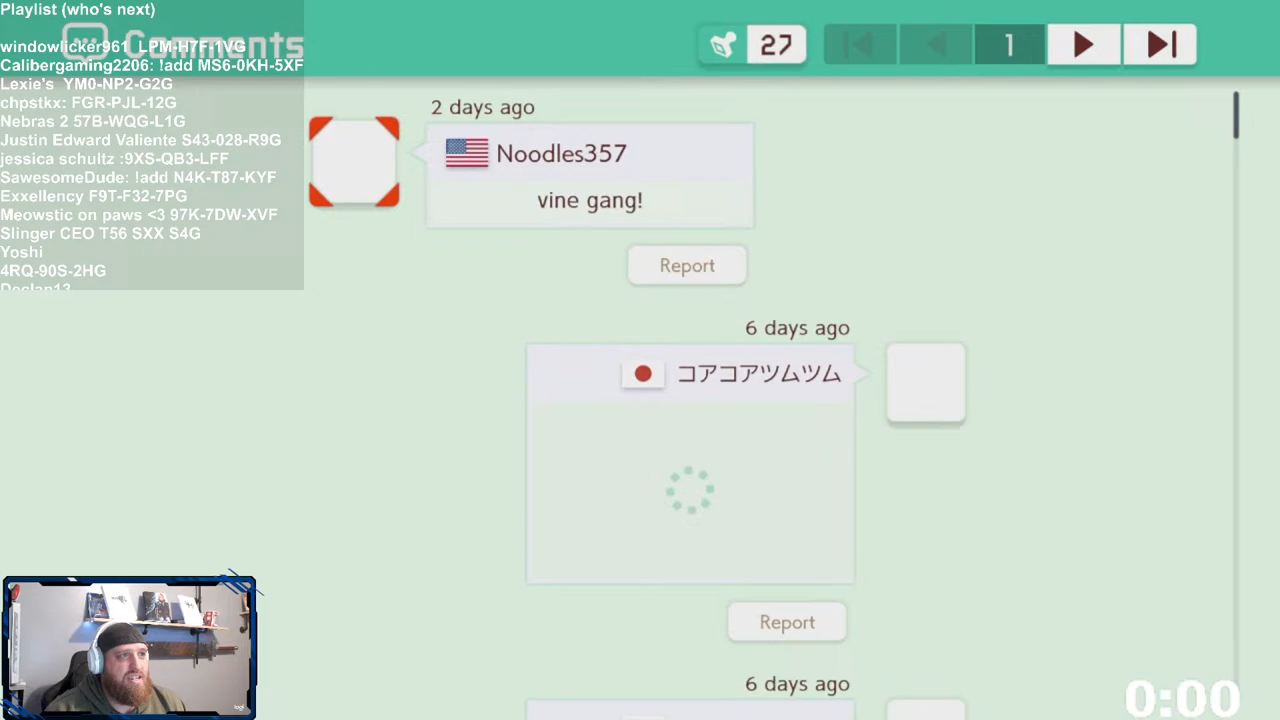 Playlist (who's next)
Comments
windowlicker961 LPM-H7F-1VG
Calibergaming2206: !add MS6-0KH-5XF
Lexie's YM0-NP2-G2G
chpstkx: FGR-PJL-12G
Nebras 2 57B-WQG-L1G
Justin Edward Valiente S43-028-R9G
jessica schultz :9XS-QB3-LFF
SawesomeDude: !add N4K-T87-KYF
Exxellency F9T-F32-7PG
Meowstic on paws <3 97K-7DW-XVF
Slinger CEO T56 SXX S4G
Yoshi
4RQ-90S-2HG
Declan13
27
1
2 days ago
Noodles357
vine gang!
Report
6 days ago
コアコアツムツム
Report
6 days ago
0:00
logi